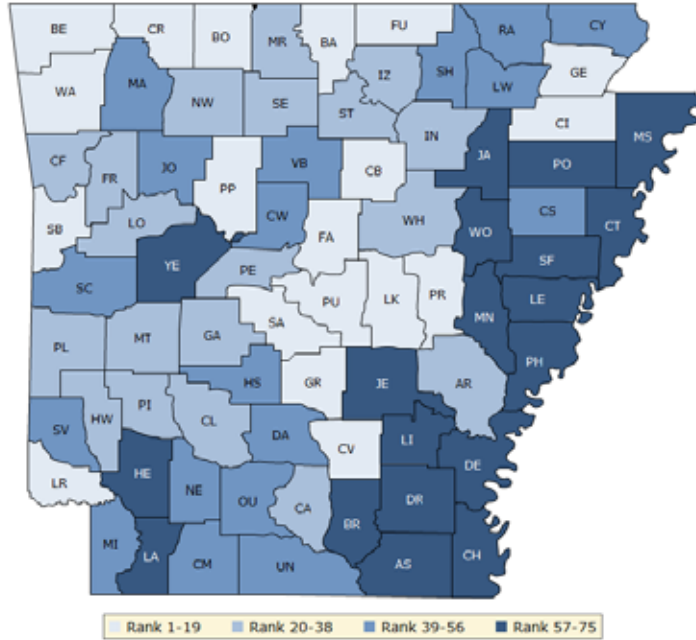 BE CR BO MR BA FU RA CY
WA MA NW SE ST IZ SH LW GE
CF FR JO PP VB CB IN JA CI PO MS
SB LO YE CW FA WH WO CS CT
SC PE PU LK PR SF
PL MT GA SA MN LE
HW PI CL HS GR JE AR PH
SV DA CV LI DE
LR HE NE OU CA BR DR
MI LA CM UN AS CH
Rank 1-19 Rank 20-38 Rank 39-56 Rank 57-75